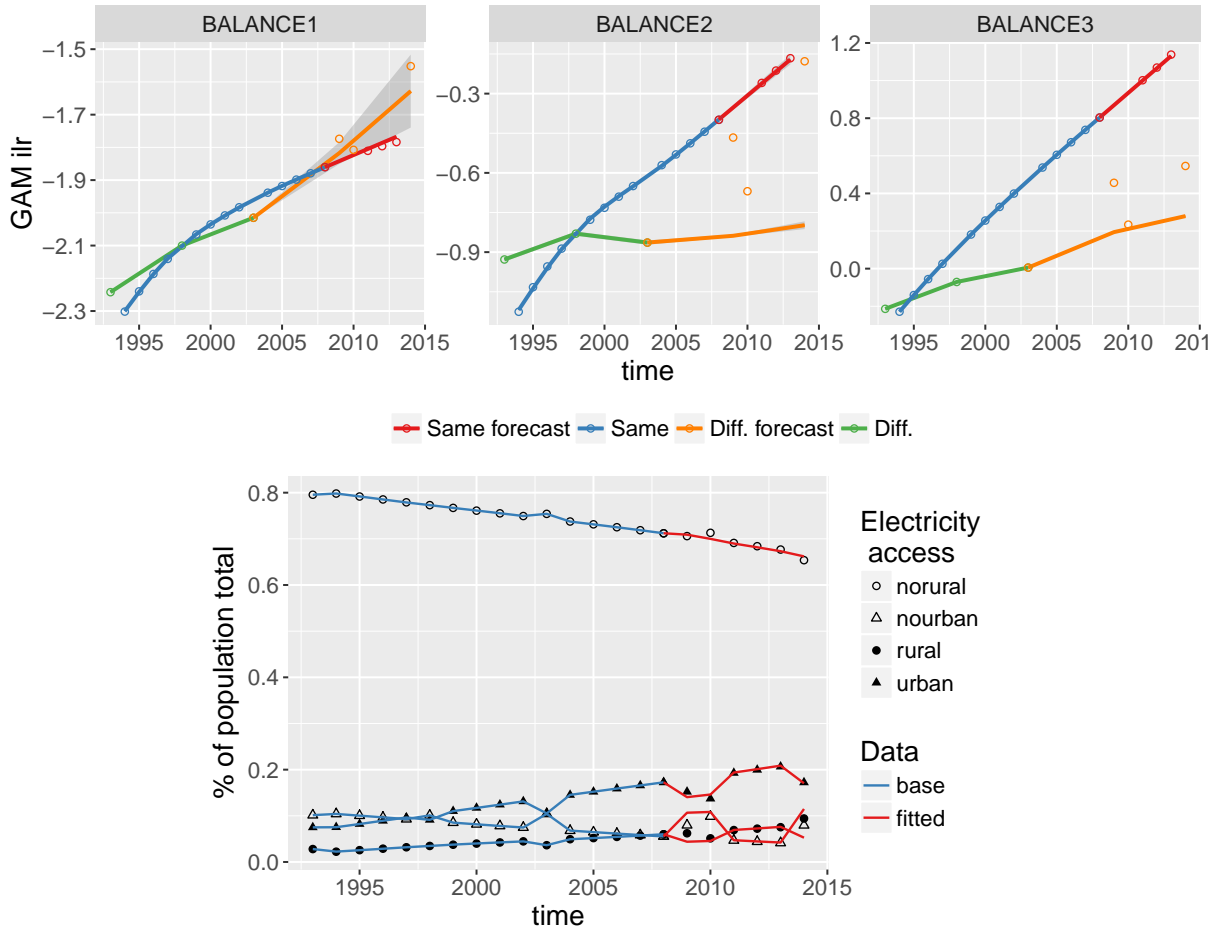 BALANCE1 BALANCE2 BALANCE3
GAM ilr
−1.5
−1.7
−1.9
−2.1
−2.3
−0.3
−0.6
−0.9
1.2
0.8
0.4
0.0
1995 2000 2005 2010 2015 1995 2000 2005 2010 2015 1995 2000 2005 2010 201
time
Same forecast Same Diff. forecast Diff.
% of population total
0.8
0.6
0.4
0.2
0.0
1995 2000 2005 2010 2015
time
Electricity
access
norural
nourban
rural
urban
Data
base
fitted